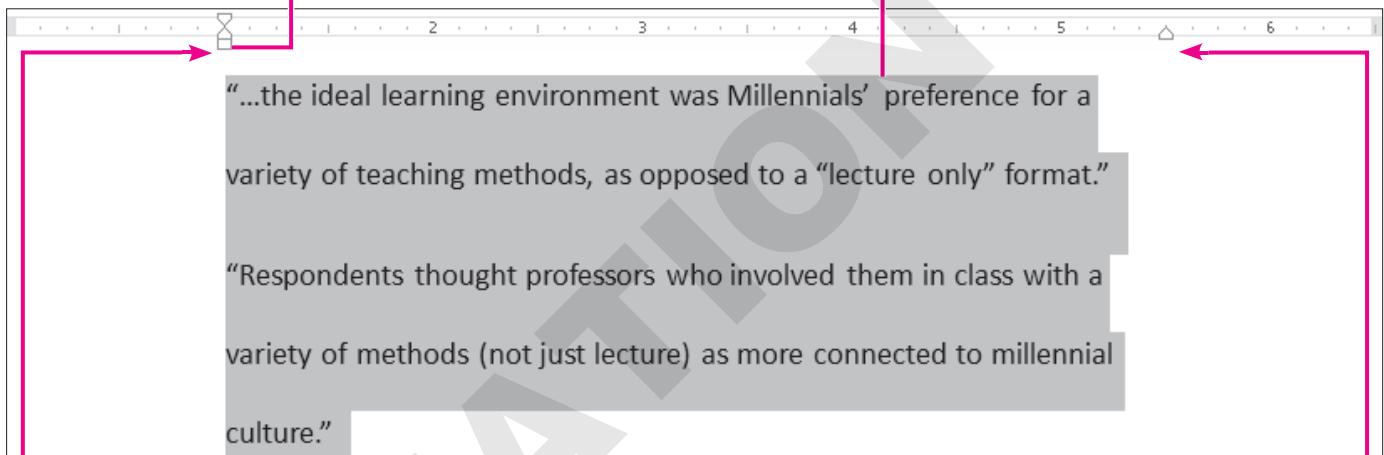 2 3 4 5 6
“...the ideal learning environment was Millennials’ preference for a
variety of teaching methods, as opposed to a “lecture only” format.”
“Respondents thought professors who involved them in class with a
variety of methods (not just lecture) as more connected to millennial
culture.”
ATION